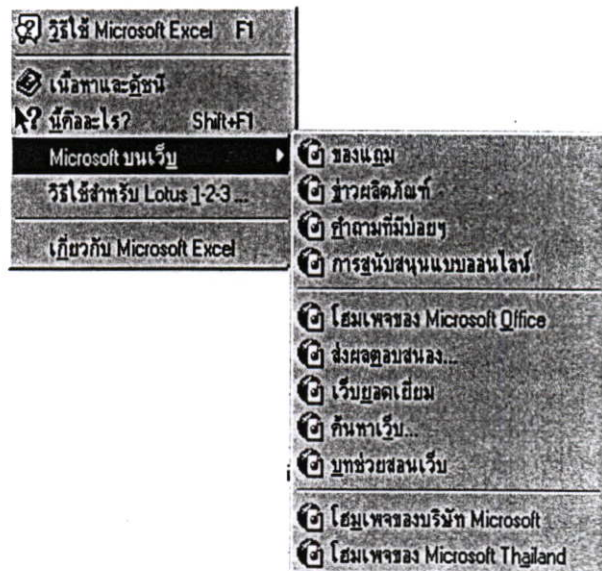 วิธีใช้ Microsoft Excel F1
เนื้อหาและดัชนี
นี้คืออะไร? Shift+F1
Microsoft บนเว็บ
วิธีใช้สำหรับ Lotus 1-2-3 ...
เกี่ยวกับ Microsoft Excel
ของแถม
ข่าวผลิตภัณฑ์
คำถามที่มีบ่อยๆ
การสนับสนุนแบบออนไลน์
โฮมเพจของ Microsoft Office
ส่งผลตอบสนอง...
เว็บยอดเยี่ยม
ค้นหาเว็บ...
บทช่วยสอนเว็บ
โฮมเพจของบริษัท Microsoft
โฮมเพจของ Microsoft Thailand